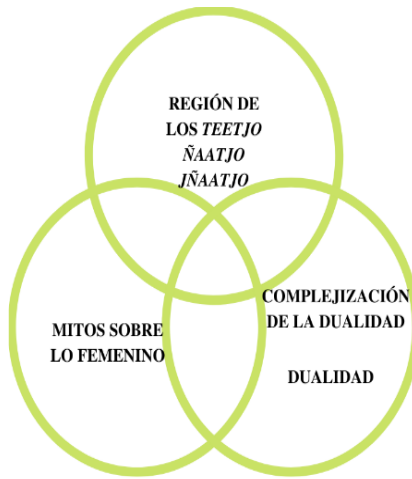 REGIÓN DE
LOS TEETJO
ÑAATJO
JÑAATJO
MITOS SOBRE
LO FEMENINO
COMPLEJIZACIÓN
DE LA DUALIDAD
DUALIDAD